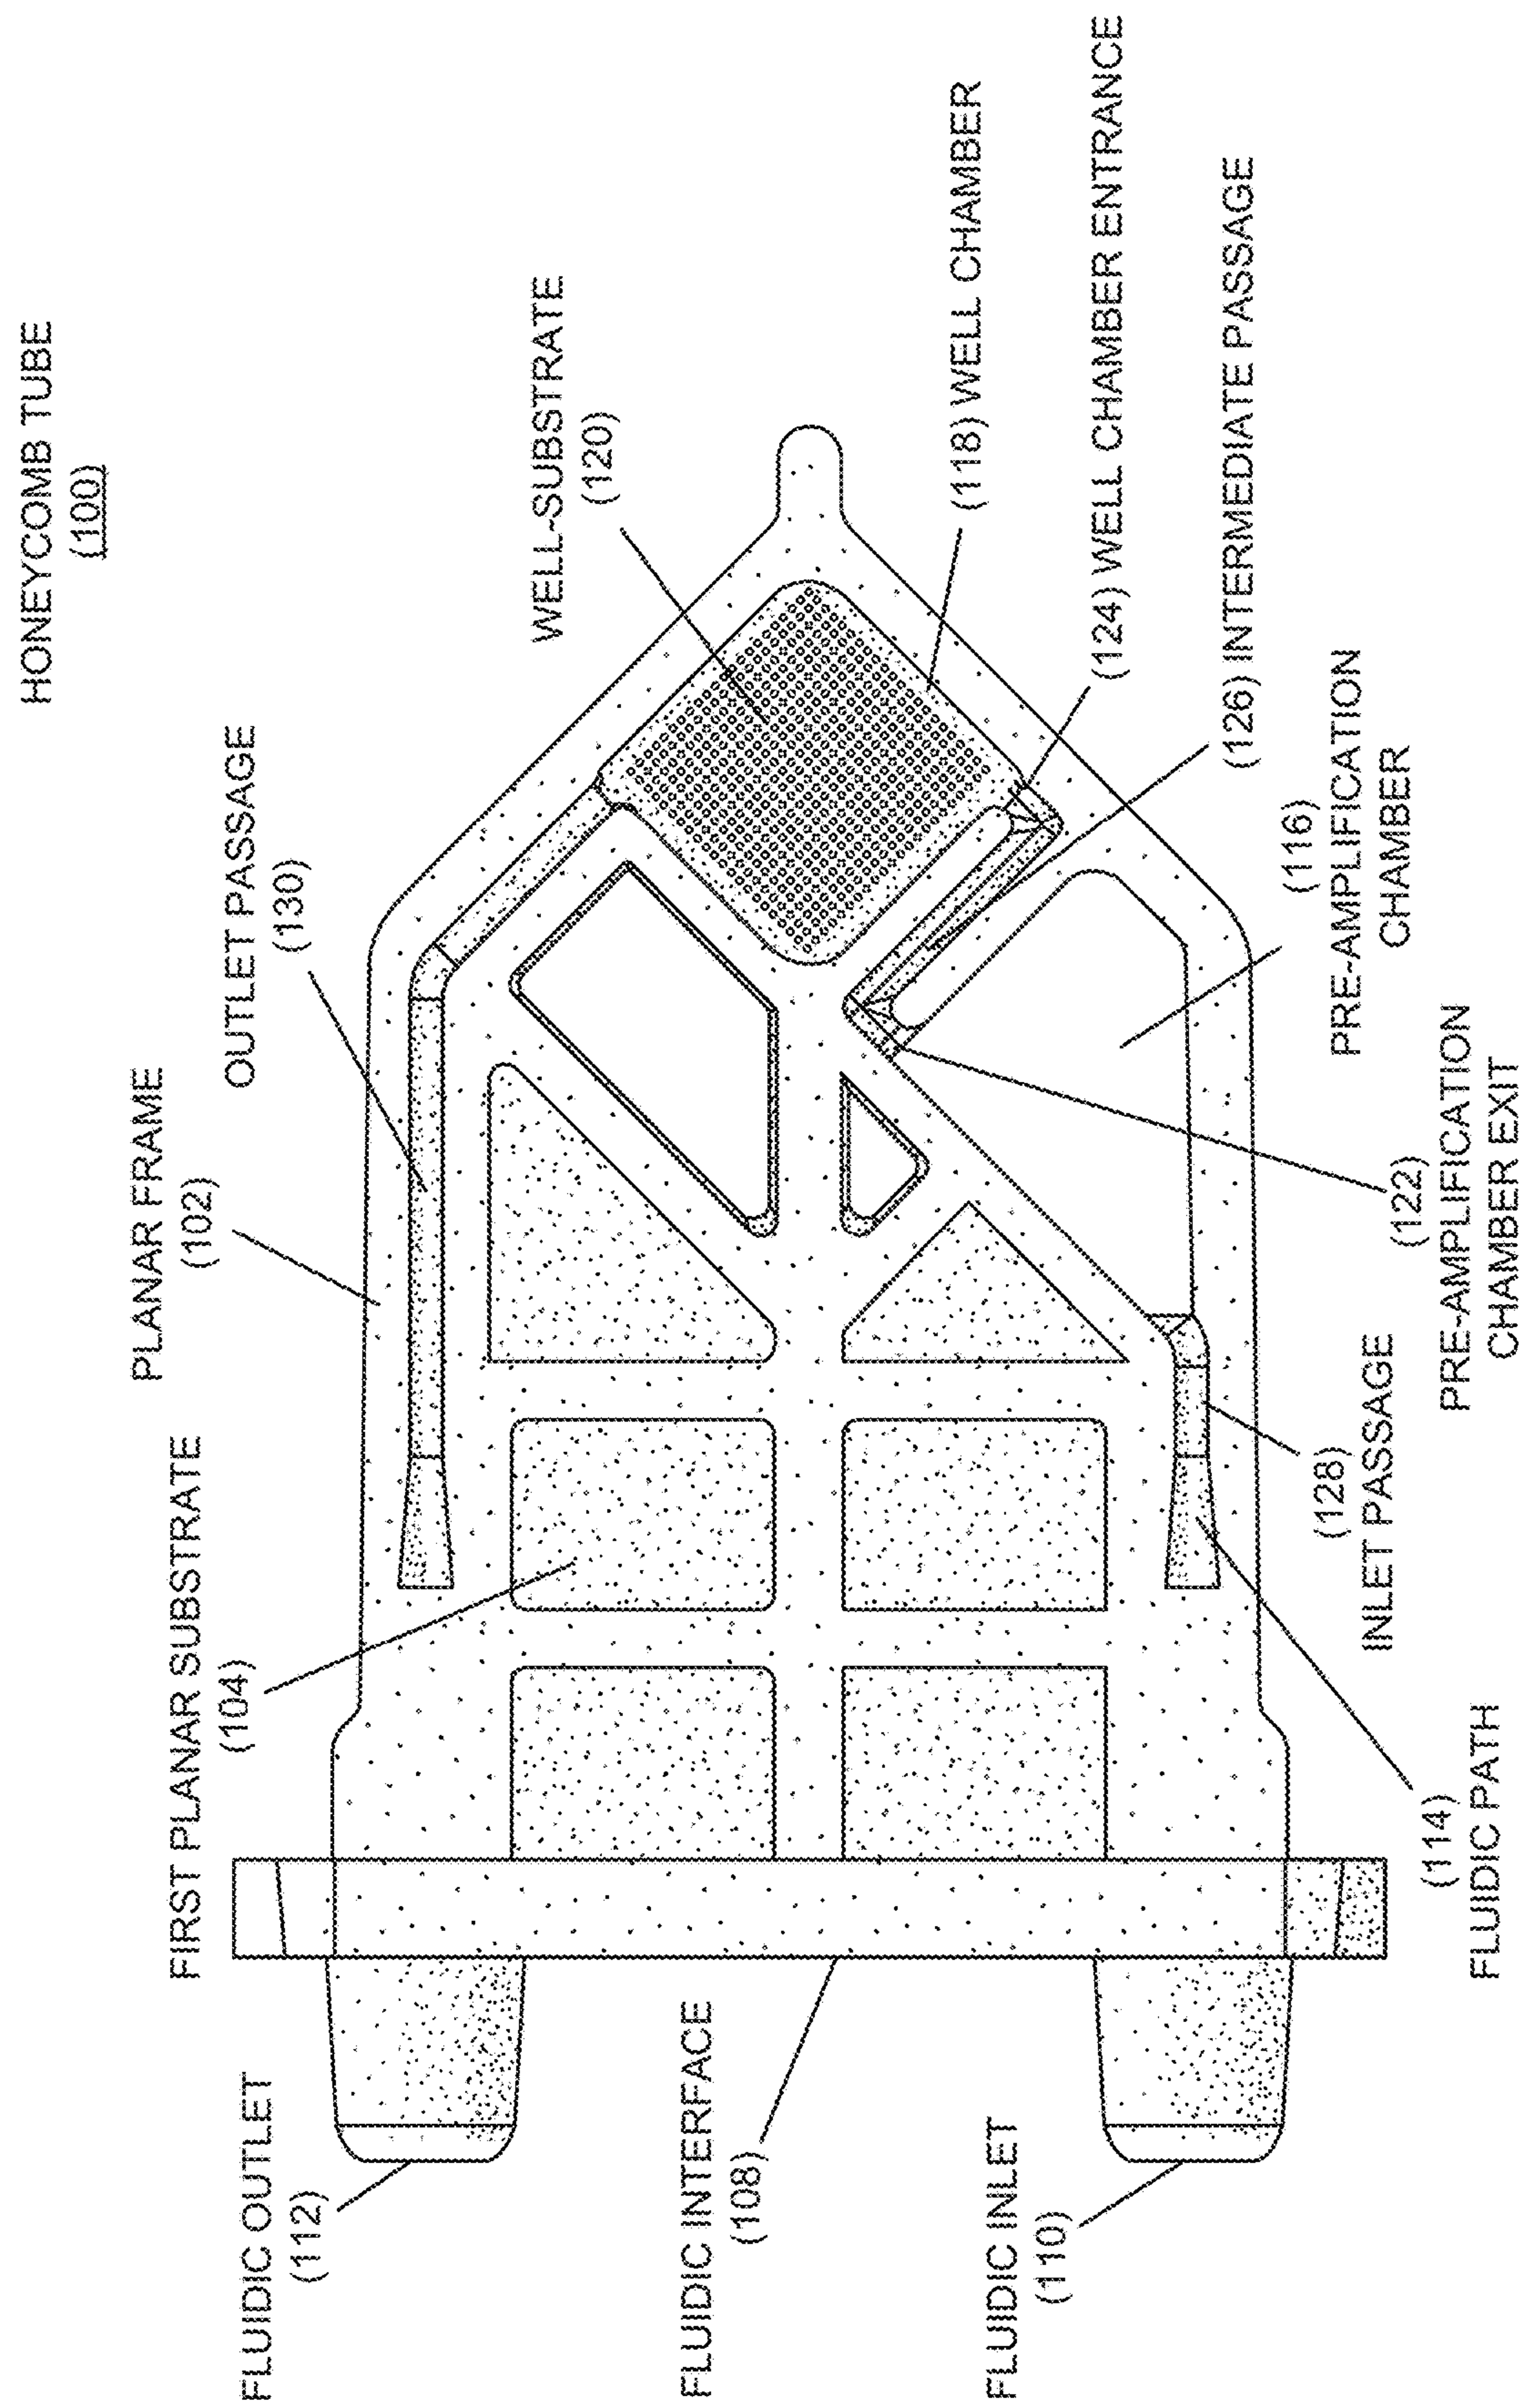 HONEYCOMB TUBE
(100)
PLANAR FRAME
(102)
OUTLET PASSAGE
(130)
WELL-SUBSTRATE
(120)
(118) WELL CHAMBER
(124) WELL CHAMBER ENTRANCE
(126) INTERMEDIATE PASSAGE
(116)
PRE-AMPLIFICATION
CHAMBER
(122)
PRE-AMPLIFICATION
CHAMBER EXIT
(128)
INLET PASSAGE
(114)
FLUIDIC PATH
FIRST PLANAR SUBSTRATE
(104)
FLUIDIC OUTLET
(112)
FLUIDIC INTERFACE
(108)
FLUIDIC INLET
(110)